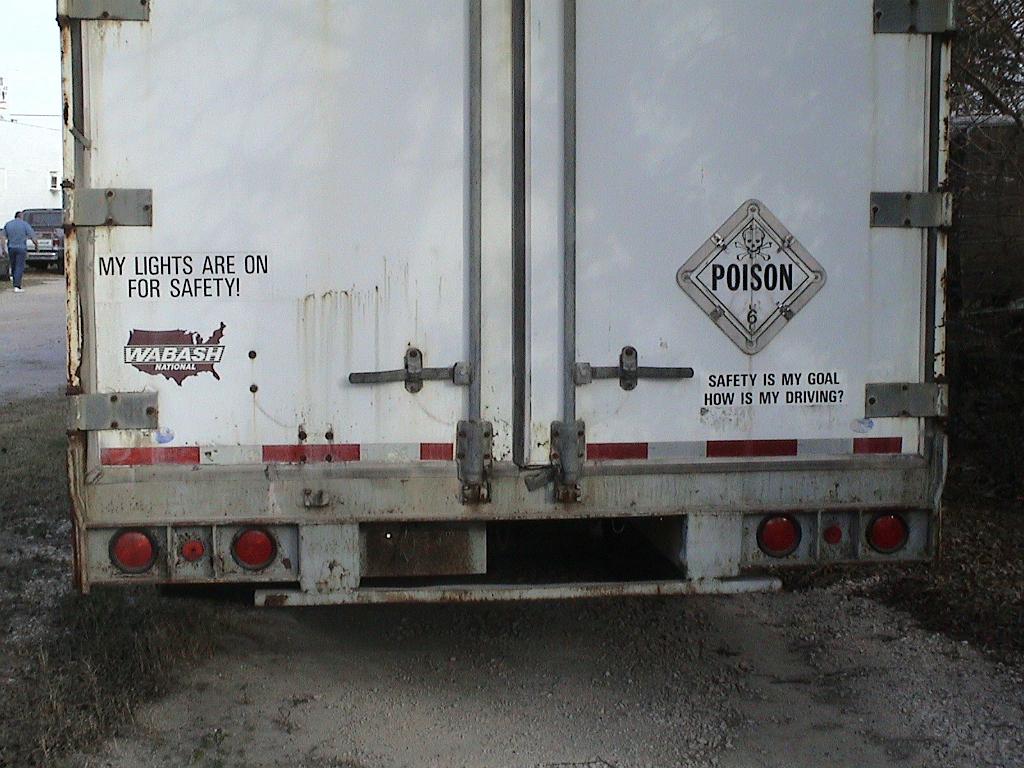 MY LIGHTS ARE ON
FOR SAFETY!
WABASH
NATIONAL
POISON
6
SAFETY IS MY GOAL
HOW IS MY DRIVING?